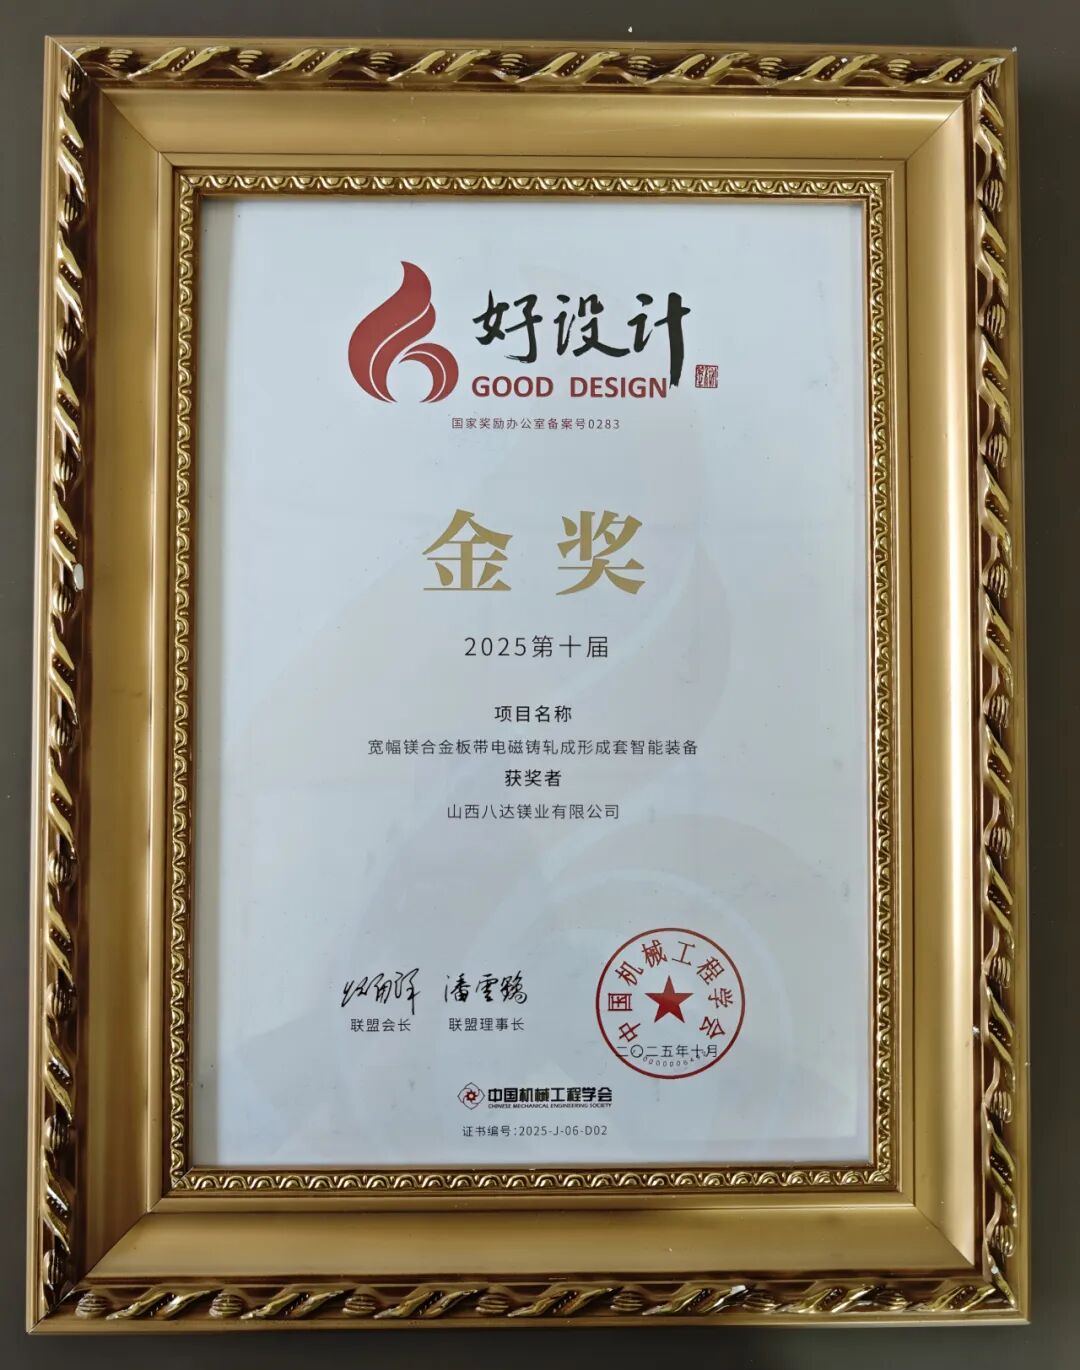 好设计
GOOD DESIGN
国家奖励办公室备案号0283
金奖
2025第十届
项目名称
宽幅镁合金板带电磁铸轧成形成套智能装备
获奖者
山西八达镁业有限公司
潘云鹤
联盟会长
联盟理事长
中国机械工程学会
二〇二五年十月
中国机械工程学会
CHINESE MECHANICAL ENGINEERING SOCIETY
证书编号:2025-J-06-D02